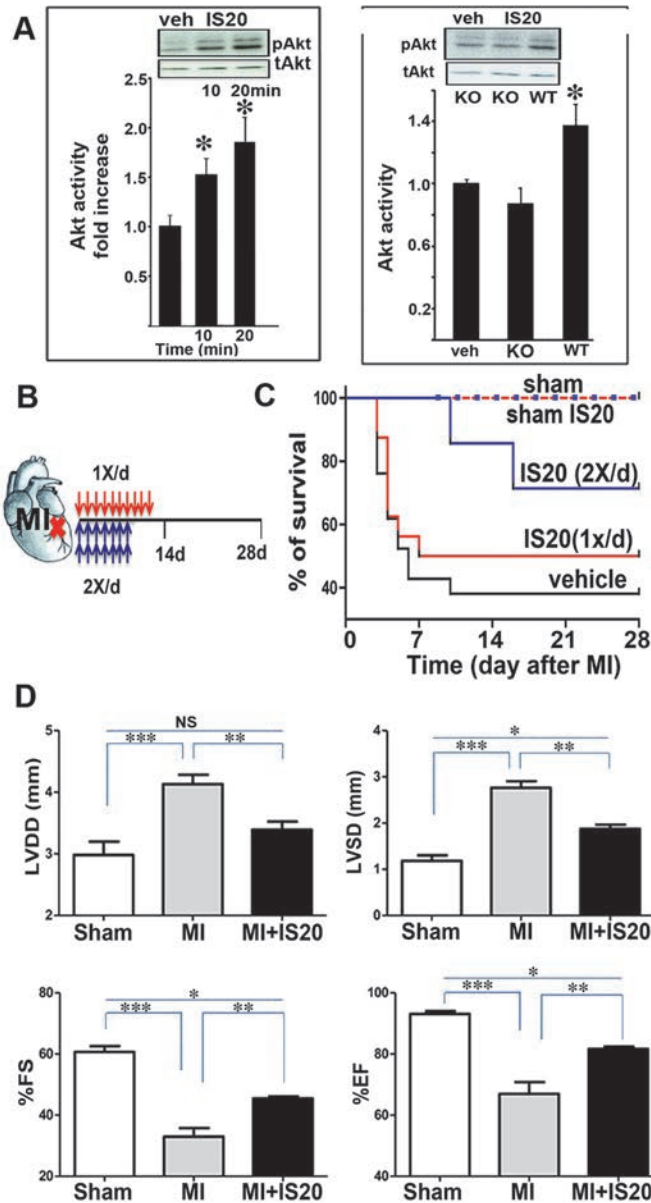 A
veh IS20
pAkt
tAkt
10 20min
Akt activity
fold increase
2.5
2.0
1.5
1.0
0.5
*
*
10 20
Time (min)
veh IS20
pAkt
tAkt
KO KO WT
*
Akt activity
1.4
1.0
0.6
0.2
veh KO WT
B
MI
1X/d
2X/d
14d 28d
C
% of survival
100
80
60
40
sham
sham IS20
IS20 (2X/d)
IS20(1x/d)
vehicle
0 7 14 21 28
Time (day after MI)
D
LVDD (mm)
5
4
3
2
NS
*** **
Sham MI MI+IS20
LVSD (mm)
4
3
2
1
0
*
*** **
Sham MI MI+IS20
%FS
80
60
40
20
*
*** **
Sham MI MI+IS20
%EF
100
80
60
40
*
*** **
Sham MI MI+IS20